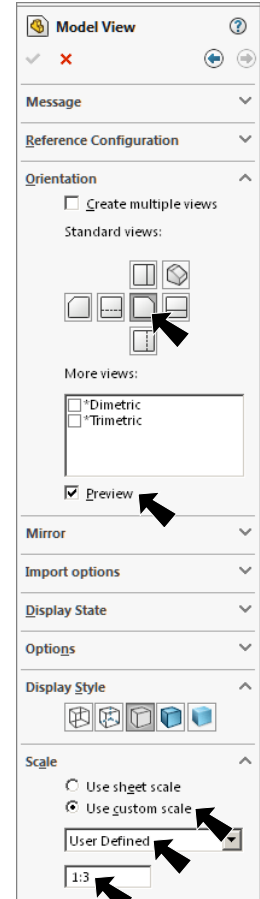 Model View
Message
Reference Configuration
Orientation
Create multiple views
Standard views:
More views:
*Dimetric
*Trimetric
Preview
Mirror
Import options
Display State
Options
Display Style
Scale
Use sheet scale
Use custom scale
User Defined
1:3